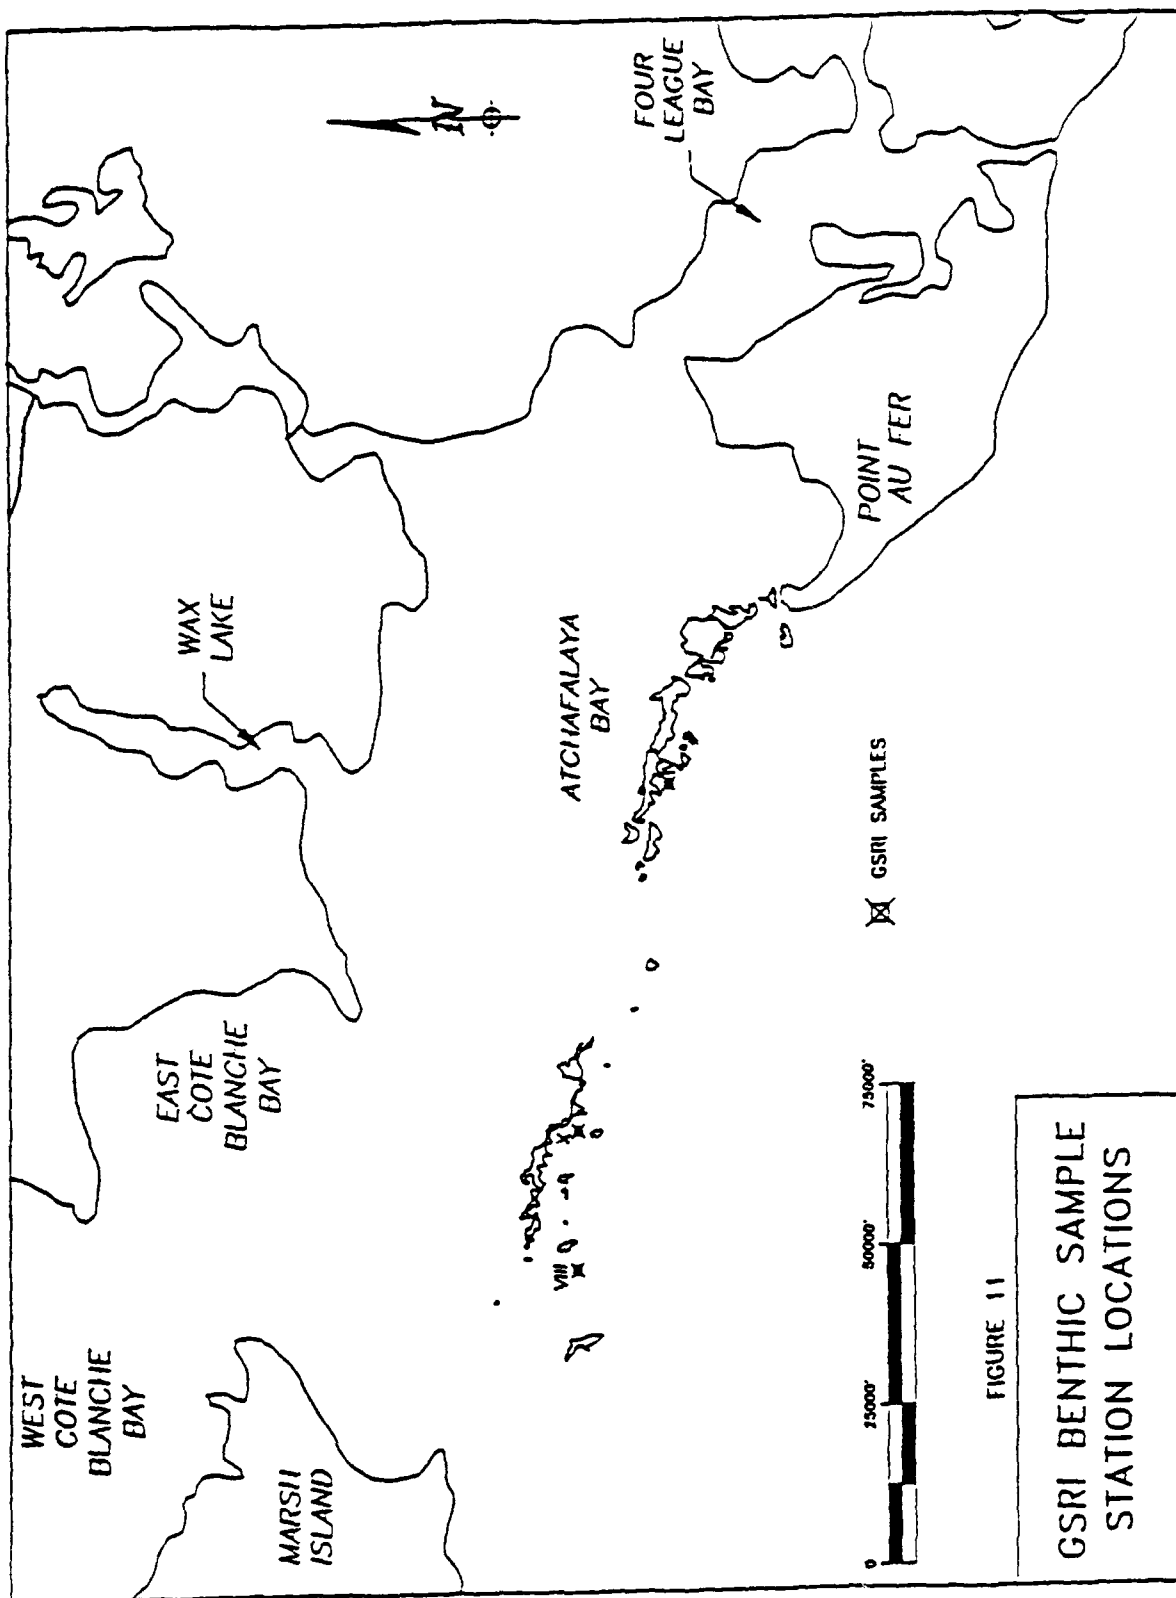 WEST
COTE
BLANCHE
BAY
MARSH
ISLAND
EAST
COTE
BLANCHE
BAY
WAX
LAKE
N
FOUR
LEAGUE
BAY
ATCHAFALAYA
BAY
POINT
AU FER
VIII
X
GSRI SAMPLES
0 25000' 50000' 75000'
FIGURE 11
GSRI BENTHIC SAMPLE
STATION LOCATIONS